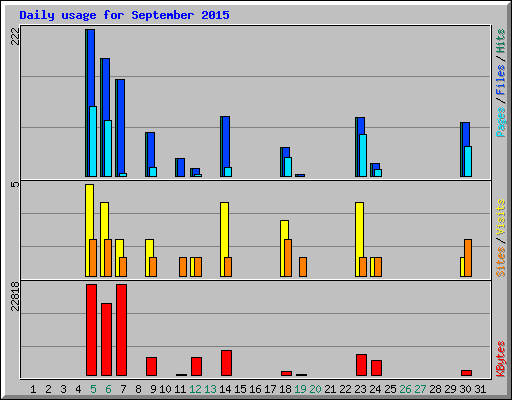 Daily usage for September 2015
222
Pages / Files / Hits
5
Sites / Visits
22818
KBytes
1 2 3 4 5 6 7 8 9 10 11 12 13 14 15 16 17 18 19 20 21 22 23 24 25 26 27 28 29 30 31